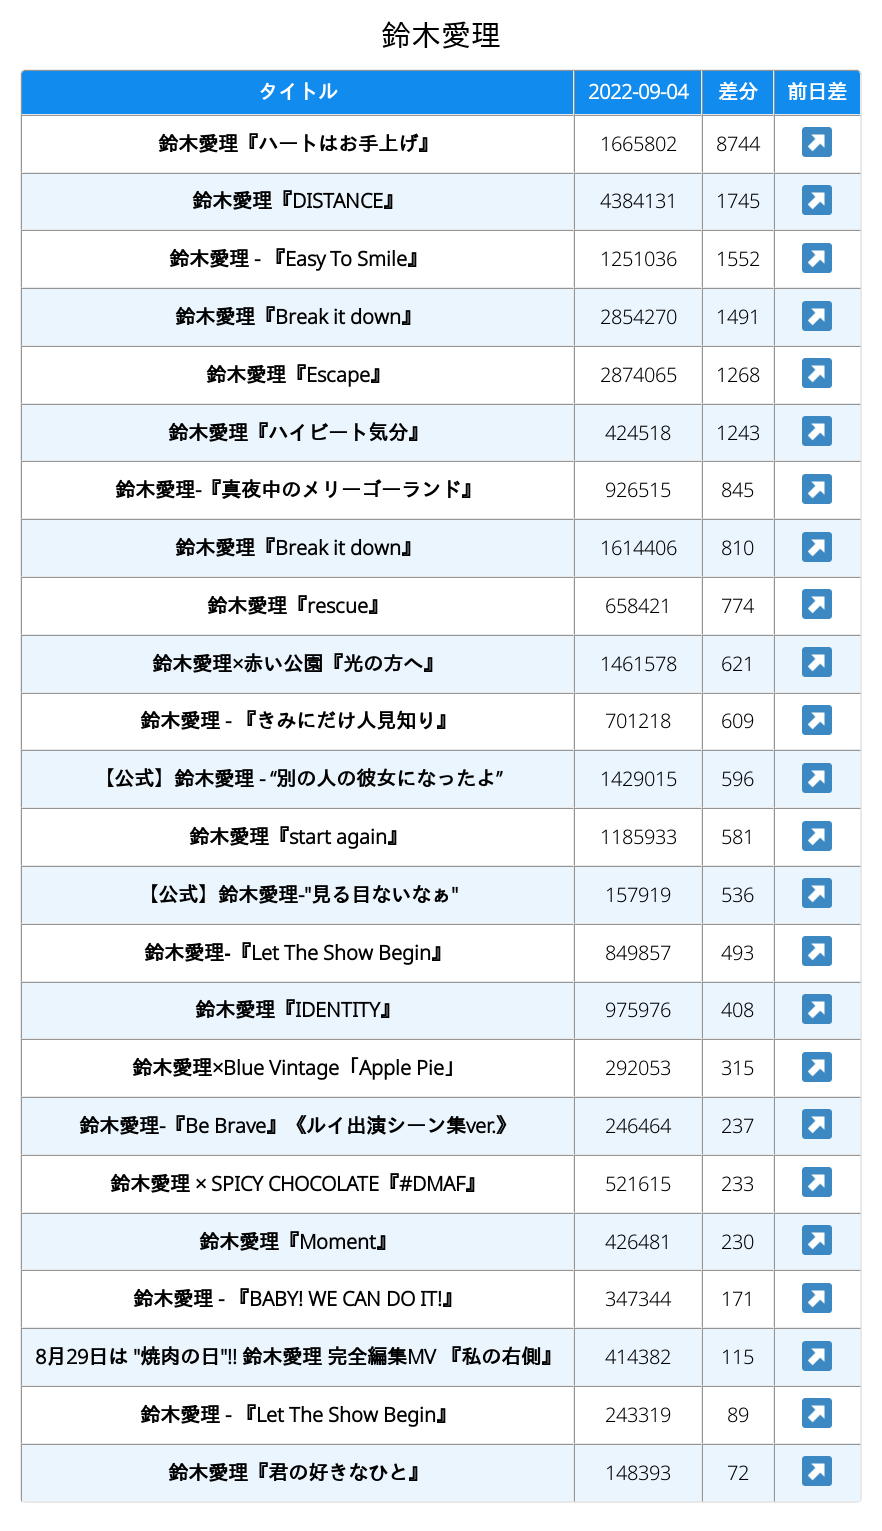 鈴木愛理
タイトル 2022-09-04 差分 前日差
鈴木愛理『ハートはお手上げ』 1665802 8744 ↗
鈴木愛理『DISTANCE』 4384131 1745 ↗
鈴木愛理 - 『Easy To Smile』 1251036 1552 ↗
鈴木愛理『Break it down』 2854270 1491 ↗
鈴木愛理『Escape』 2874065 1268 ↗
鈴木愛理『ハイビート気分』 424518 1243 ↗
鈴木愛理-『真夜中のメリーゴーランド』 926515 845 ↗
鈴木愛理『Break it down』 1614406 810 ↗
鈴木愛理『rescue』 658421 774 ↗
鈴木愛理×赤い公園『光の方へ』 1461578 621 ↗
鈴木愛理 - 『きみにだけ人見知り』 701218 609 ↗
【公式】鈴木愛理 - “別の人の彼女になったよ” 1429015 596 ↗
鈴木愛理『start again』 1185933 581 ↗
【公式】鈴木愛理-"見る目ないなぁ" 157919 536 ↗
鈴木愛理-『Let The Show Begin』 849857 493 ↗
鈴木愛理『IDENTITY』 975976 408 ↗
鈴木愛理×Blue Vintage「Apple Pie」 292053 315 ↗
鈴木愛理-『Be Brave』《ルイ出演シーン集ver.》 246464 237 ↗
鈴木愛理 × SPICY CHOCOLATE『#DMAF』 521615 233 ↗
鈴木愛理『Moment』 426481 230 ↗
鈴木愛理 - 『BABY! WE CAN DO IT!』 347344 171 ↗
8月29日は "焼肉の日"!! 鈴木愛理 完全編集MV 『私の右側』 414382 115 ↗
鈴木愛理 - 『Let The Show Begin』 243319 89 ↗
鈴木愛理『君の好きなひと』 148393 72 ↗